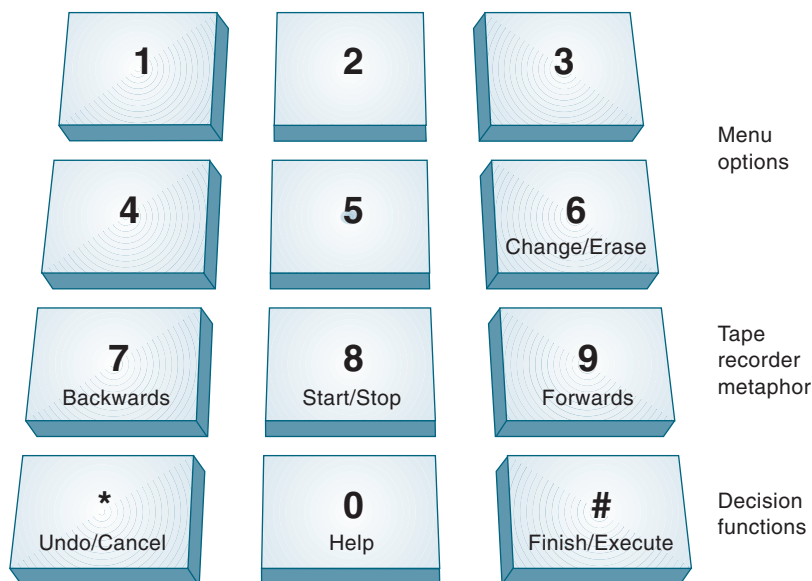 1
2
3
Menu
options
4
5
6
Change/Erase
7
Backwards
8
Start/Stop
9
Forwards
Tape
recorder
metaphor
*
Undo/Cancel
0
Help
#
Finish/Execute
Decision
functions